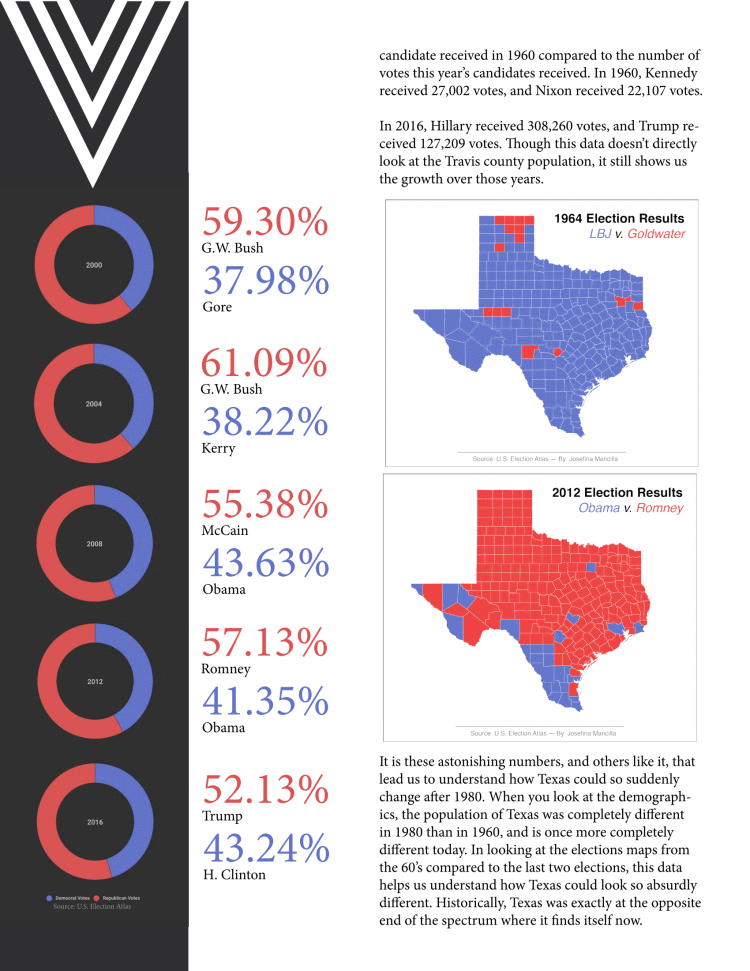 2000
59.30%
G.W. Bush
37.98%
Gore
2004
61.09%
G.W. Bush
38.22%
Kerry
2008
55.38%
McCain
43.63%
Obama
2012
57.13%
Romney
41.35%
Obama
2016
52.13%
Trump
43.24%
H. Clinton
Democrat Votes Republican Votes
Source: U.S. Election Atlas
candidate received in 1960 compared to the number of
votes this year’s candidates received. In 1960, Kennedy
received 27,002 votes, and Nixon received 22,107 votes.
In 2016, Hillary received 308,260 votes, and Trump re-
ceived 127,209 votes. Though this data doesn’t directly
look at the Travis county population, it still shows us
the growth over those years.
1964 Election Results
LBJ v. Goldwater
Source: U.S. Election Atlas — By Josefina Mancilla
2012 Election Results
Obama v. Romney
Source: U.S. Election Atlas — By Josefina Mancilla
It is these astonishing numbers, and others like it, that
lead us to understand how Texas could so suddenly
change after 1980. When you look at the demograph-
ics, the population of Texas was completely different
in 1980 than in 1960, and is once more completely
different today. In looking at the elections maps from
the 60’s compared to the last two elections, this data
helps us understand how Texas could look so absurdly
different. Historically, Texas was exactly at the opposite
end of the spectrum where it finds itself now.